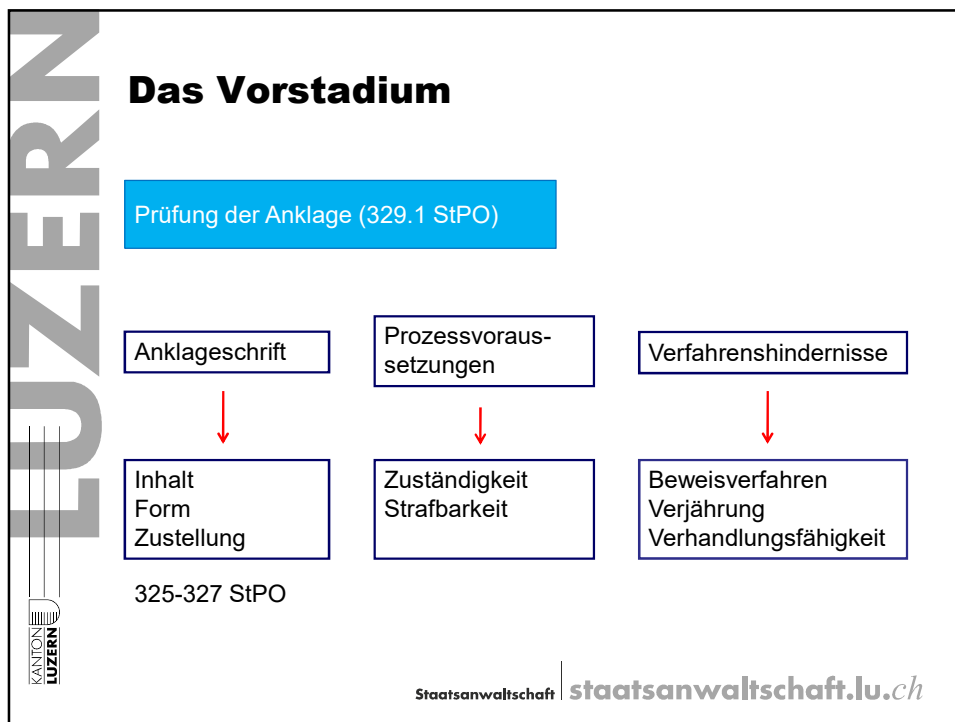 LUZERN
Das Vorstadium
Prüfung der Anklage (329.1 StPO)
Anklageschrift
Prozessvoraus-
setzungen
Verfahrenshindernisse
Inhalt
Form
Zustellung
Zuständigkeit
Strafbarkeit
Beweisverfahren
Verjährung
Verhandlungsfähigkeit
325-327 StPO
KANTON
LUZERN
Staatsanwaltschaft staatsanwaltschaft.lu.ch